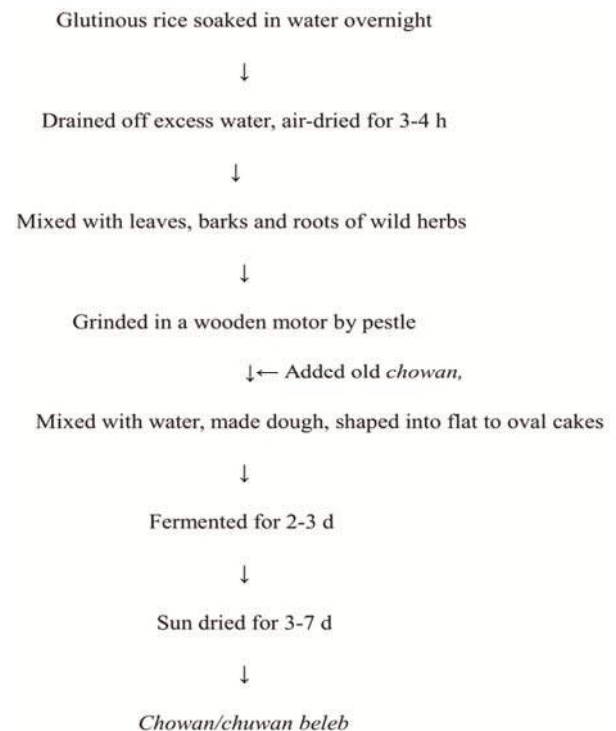 Glutinous rice soaked in water overnight
↓
Drained off excess water, air-dried for 3-4 h
↓
Mixed with leaves, barks and roots of wild herbs
↓
Grinded in a wooden motor by pestle
↓← Added old chowan,
Mixed with water, made dough, shaped into flat to oval cakes
↓
Fermented for 2-3 d
↓
Sun dried for 3-7 d
↓
Chowan/chuwan beleb